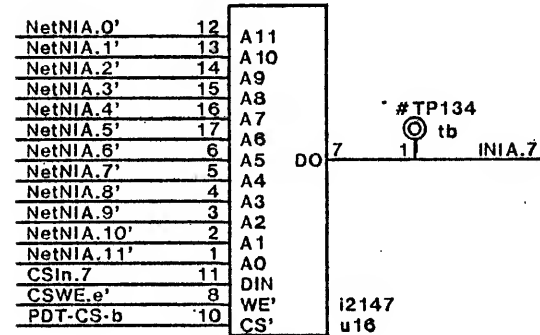 NetNIA.0' 12 A11
NetNIA.1' 13 A10
NetNIA.2' 14 A9
NetNIA.3' 15 A8
NetNIA.4' 16 A7
NetNIA.5' 17 A6
NetNIA.6' 6 A5 DO 7 1 INIA.7
NetNIA.7' 5 A4
NetNIA.8' 4 A3
NetNIA.9' 3 A2
NetNIA.10' 2 A1
NetNIA.11' 1 A0
CSIn.7 11 DIN
CSWE.e' 8 WE' i2147
PDT-CS-b 10 CS' u16
#TP134
tb